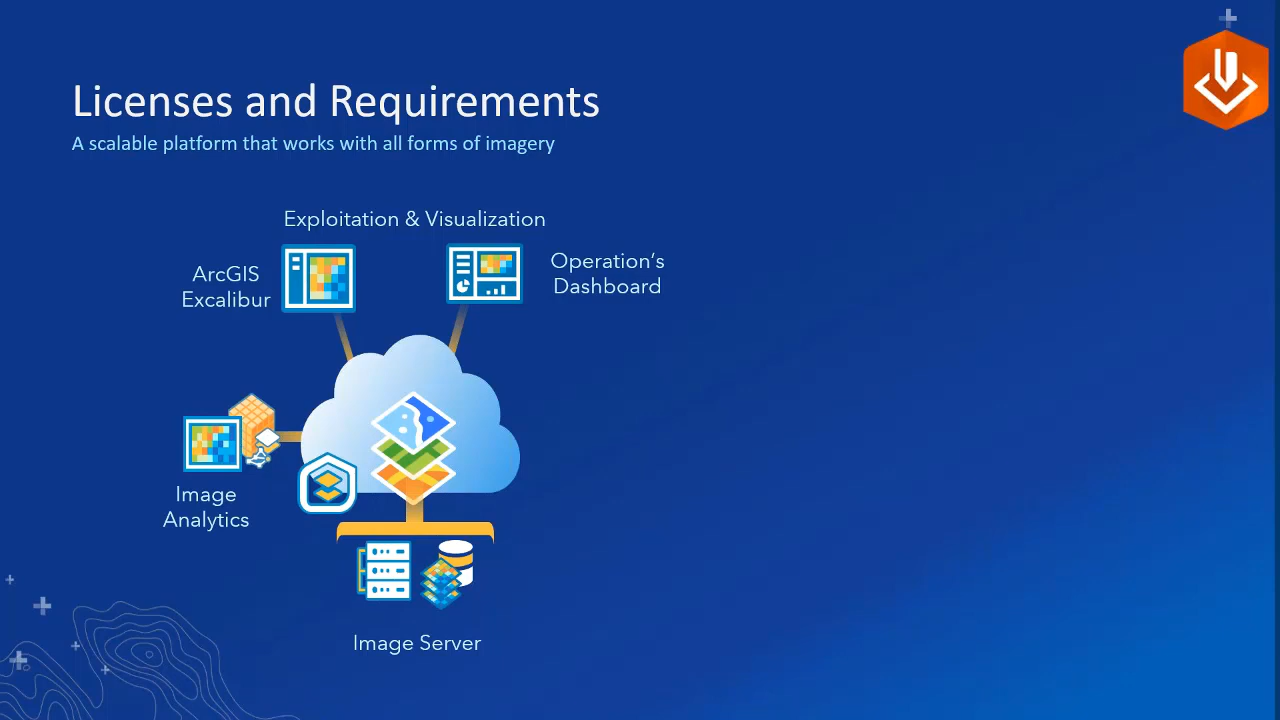 Licenses and Requirements
A scalable platform that works with all forms of imagery
Exploitation & Visualization
ArcGIS
Excalibur
Operation's
Dashboard
Image
Analytics
Image Server